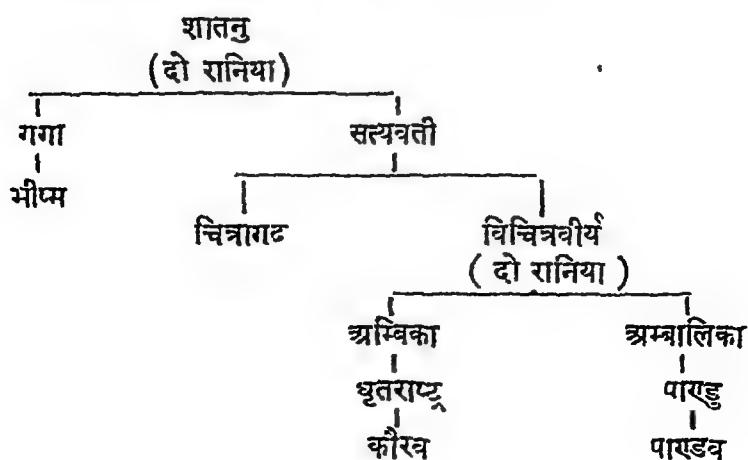 शातनु
(दो रानिया)
गगा सत्यवती
भीष्म
चित्रागद विचित्रवीर्य
( दो रानिया )
अम्बिका अम्बालिका
धृतराष्ट्र पाण्डु
कौरव पाण्डव